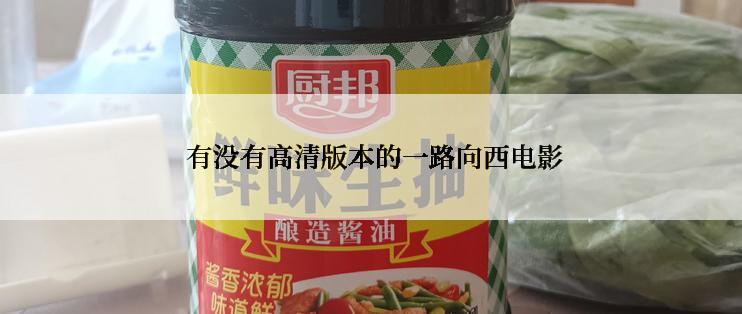 厨邦
有没有高清版本的一路向西电影
鲜味生抽
酿造酱油
酱香浓郁
味道鲜